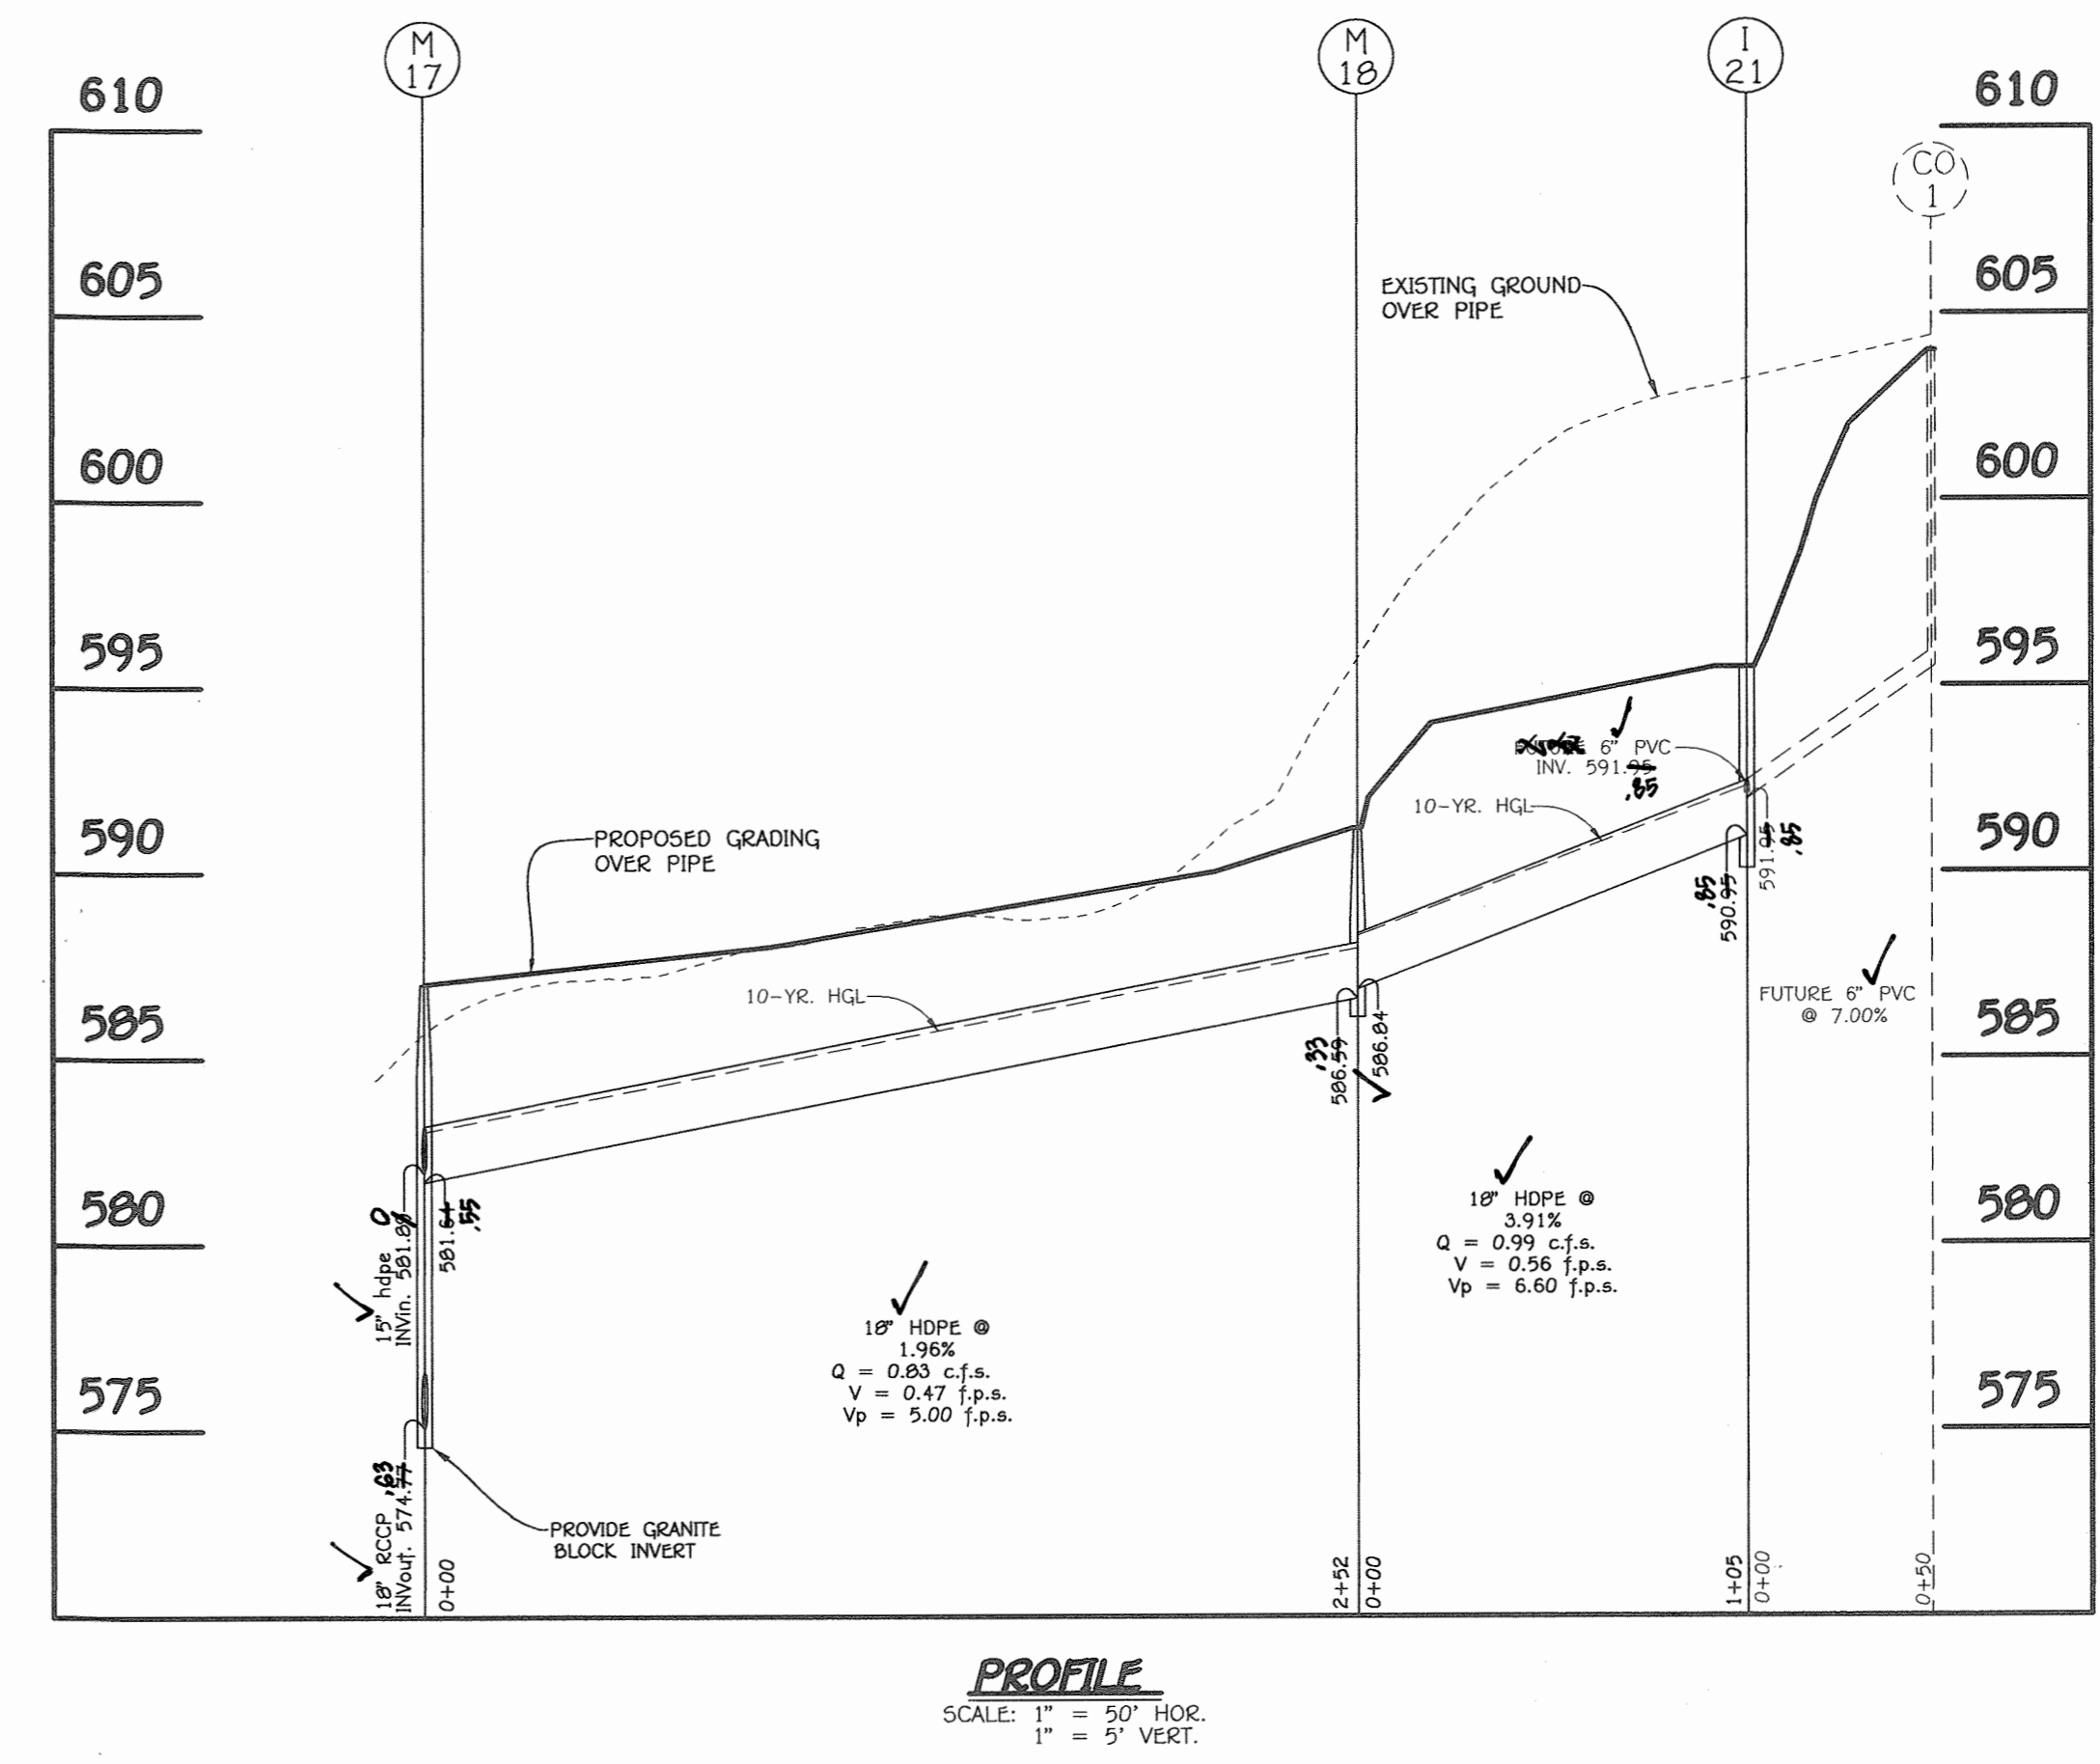 M
17
M
18
I
21
CO
1
610
605
600
595
590
585
580
575
610
605
600
595
590
585
580
575
EXISTING GROUND
OVER PIPE
PROPOSED GRADING
OVER PIPE
6" PVC
INV. 591.95
.85
10-YR. HGL
10-YR. HGL
590.95
.85
591.95
.85
FUTURE 6" PVC
@ 7.00%
586.59
.33
586.84
18" HDPE @
3.91%
Q = 0.99 c.f.s.
V = 0.56 f.p.s.
Vp = 6.60 f.p.s.
18" HDPE @
1.96%
Q = 0.83 c.f.s.
V = 0.47 f.p.s.
Vp = 5.00 f.p.s.
15" hdpe
INVin. 581.89
581.64
.55
18" RCCP .63
INVout. 574.77
PROVIDE GRANITE
BLOCK INVERT
0+00
2+52
0+00
1+05
0+00
0+50
PROFILE
SCALE: 1" = 50' HOR.
1" = 5' VERT.